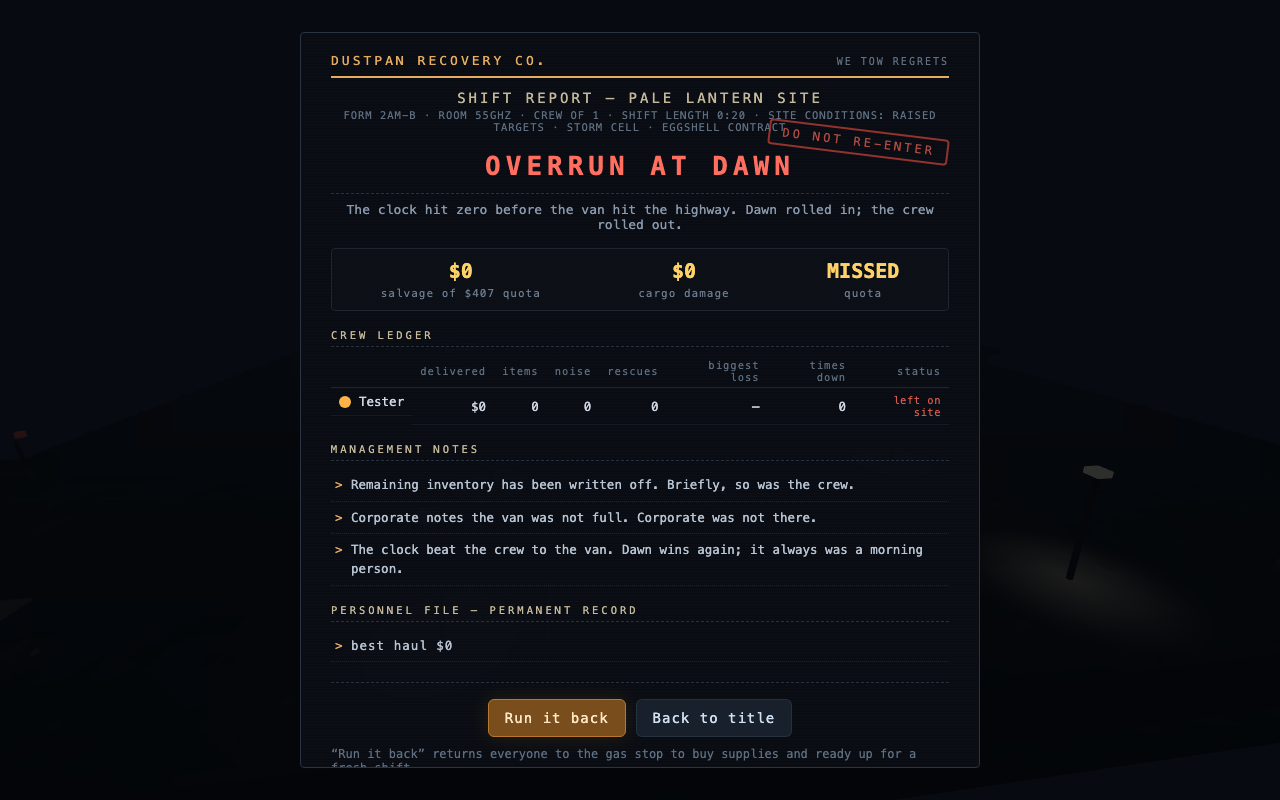 DUSTPAN RECOVERY CO.
WE TOW REGRETS
SHIFT REPORT — PALE LANTERN SITE
FORM 2AM-B · ROOM 55GHZ · CREW OF 1 · SHIFT LENGTH 0:20 · SITE CONDITIONS: RAISED
TARGETS · STORM CELL · EGGSHELL CONTRACT
DO NOT RE-ENTER
OVERRUN AT DAWN
The clock hit zero before the van hit the highway. Dawn rolled in; the crew
rolled out.
$0 $0 MISSED
salvage of $407 quota cargo damage quota
CREW LEDGER
delivered items noise rescues biggest loss times down status
Tester $0 0 0 0 — 0 left on site
MANAGEMENT NOTES
> Remaining inventory has been written off. Briefly, so was the crew.
> Corporate notes the van was not full. Corporate was not there.
> The clock beat the crew to the van. Dawn wins again; it always was a morning
person.
PERSONNEL FILE — PERMANENT RECORD
> best haul $0
Run it back Back to title
“Run it back” returns everyone to the gas stop to buy supplies and ready up for a
fresh shift